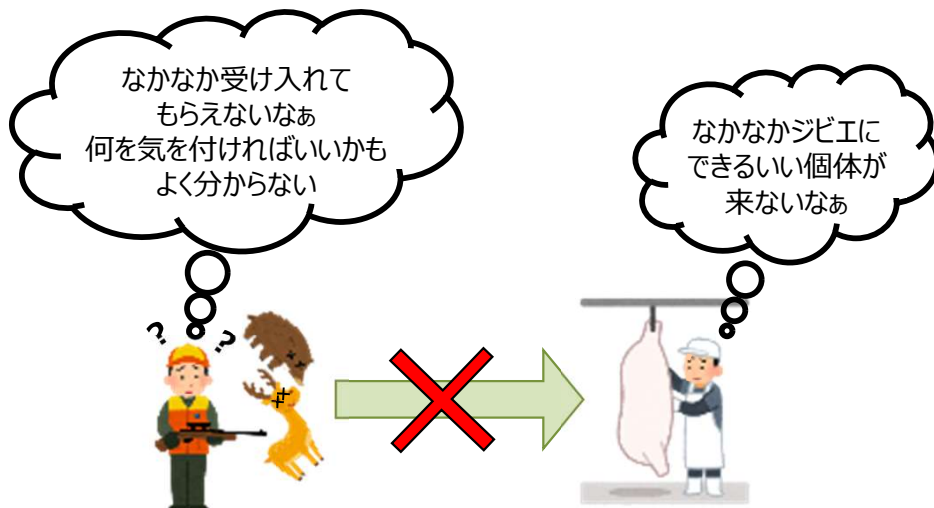 なかなか受け入れて
もらえないなぁ
何を気を付ければいいかも
よく分からない
なかなかジビエに
できるいい個体が
来ないなぁ
? ?